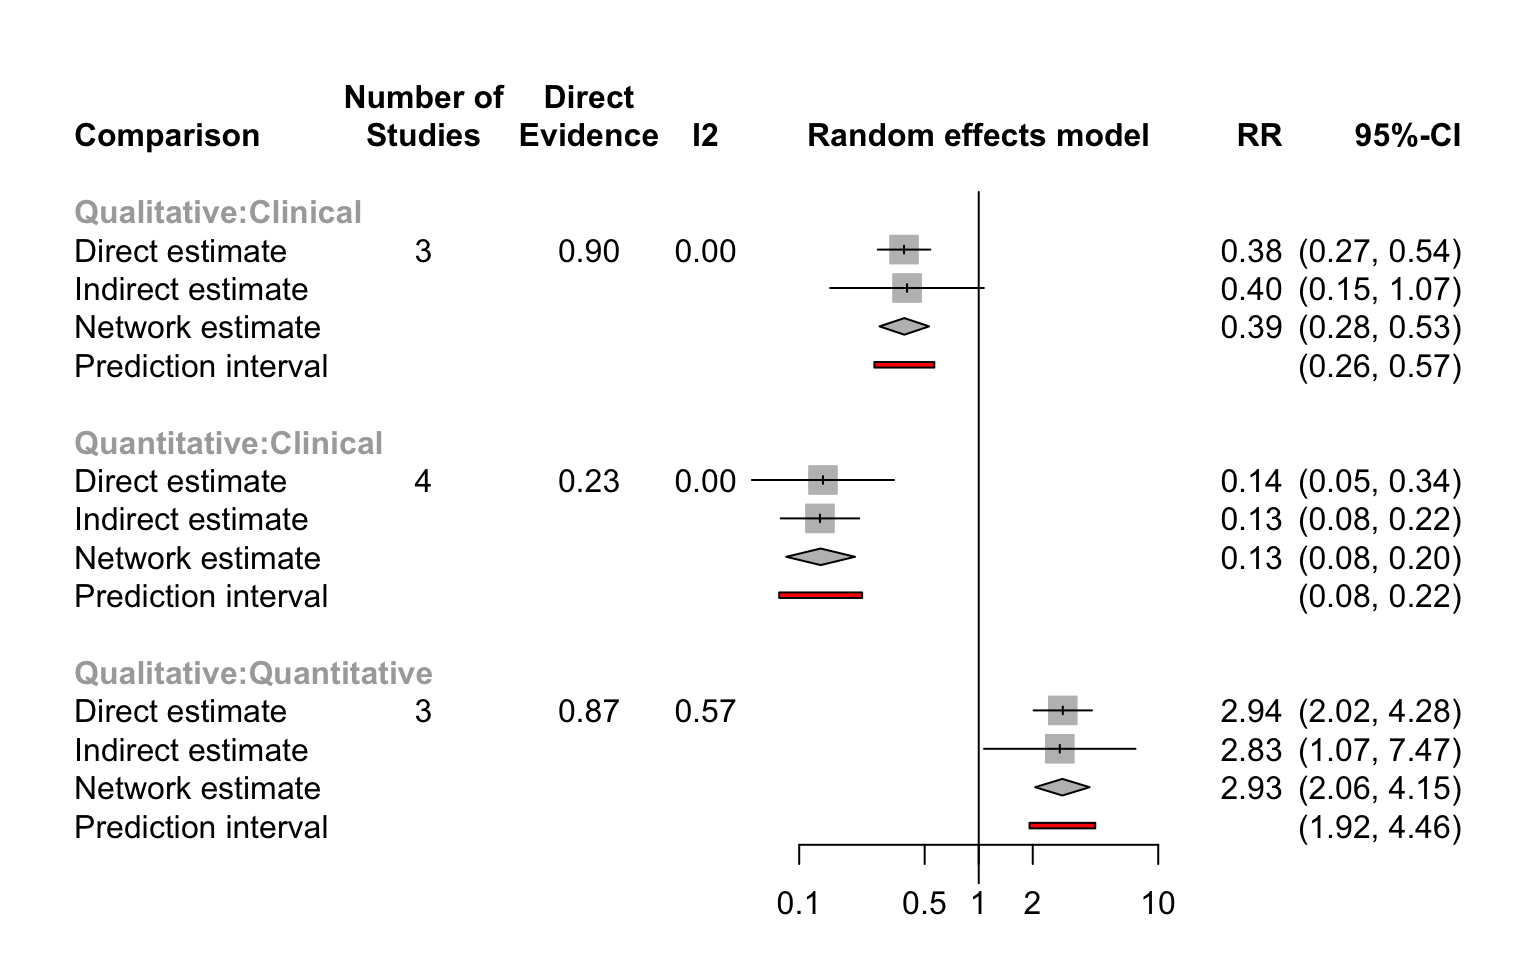 Number of Direct
Comparison Studies Evidence I2 Random effects model RR 95%-CI
Qualitative:Clinical
Direct estimate 3 0.90 0.00 0.38 (0.27, 0.54)
Indirect estimate 0.40 (0.15, 1.07)
Network estimate 0.39 (0.28, 0.53)
Prediction interval (0.26, 0.57)
Quantitative:Clinical
Direct estimate 4 0.23 0.00 0.14 (0.05, 0.34)
Indirect estimate 0.13 (0.08, 0.22)
Network estimate 0.13 (0.08, 0.20)
Prediction interval (0.08, 0.22)
Qualitative:Quantitative
Direct estimate 3 0.87 0.57 2.94 (2.02, 4.28)
Indirect estimate 2.83 (1.07, 7.47)
Network estimate 2.93 (2.06, 4.15)
Prediction interval (1.92, 4.46)
0.1 0.5 1 2 10